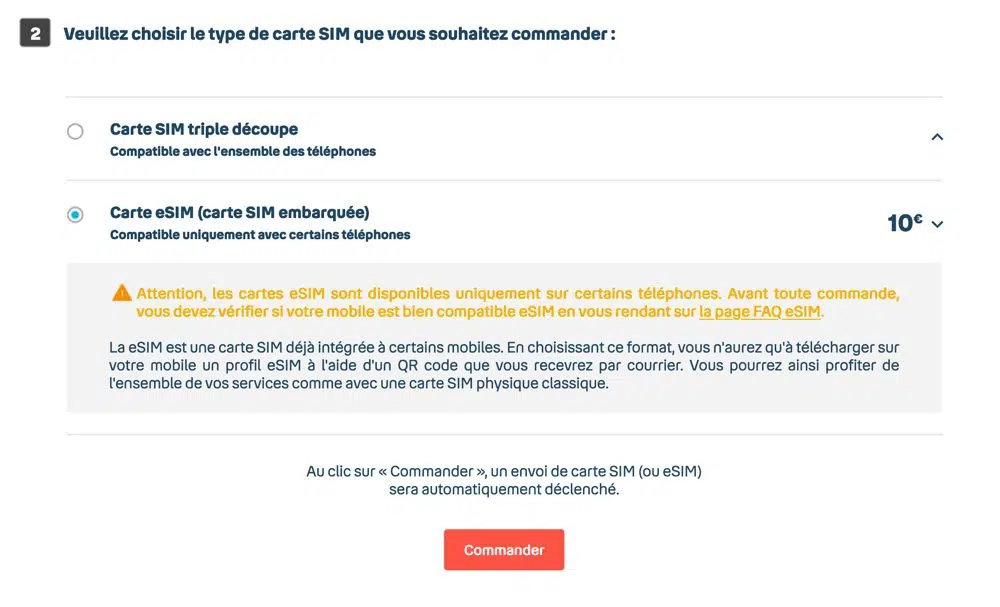 2 Veuillez choisir le type de carte SIM que vous souhaitez commander :
Carte SIM triple découpe
Compatible avec l'ensemble des téléphones
Carte eSIM (carte SIM embarquée)
10€
Compatible uniquement avec certains téléphones
Attention, les cartes eSIM sont disponibles uniquement sur certains téléphones. Avant toute commande,
vous devez vérifier si votre mobile est bien compatible eSIM en vous rendant sur la page FAQ eSIM.
La eSIM est une carte SIM déjà intégrée à certains mobiles. En choisissant ce format, vous n'aurez qu'à télécharger sur
votre mobile un profil eSIM à l'aide d'un QR code que vous recevrez par courrier. Vous pourrez ainsi profiter de
l'ensemble de vos services comme avec une carte SIM physique classique.
Au clic sur « Commander », un envoi de carte SIM (ou eSIM)
sera automatiquement déclenché.
Commander